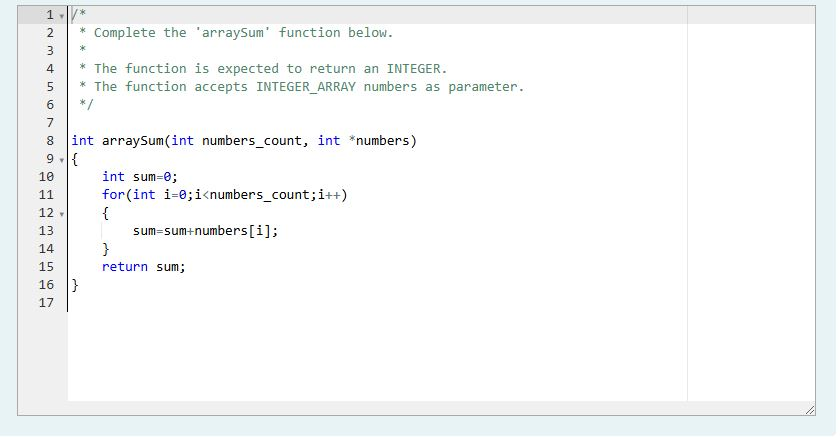 1 /*
2  * Complete the 'arraySum' function below.
3  *
4  * The function is expected to return an INTEGER.
5  * The function accepts INTEGER_ARRAY numbers as parameter.
6  */
7
8 int arraySum(int numbers_count, int *numbers)
9 {
10     int sum=0;
11     for(int i=0;i<numbers_count;i++)
12     {
13         sum=sum+numbers[i];
14     }
15     return sum;
16 }
17